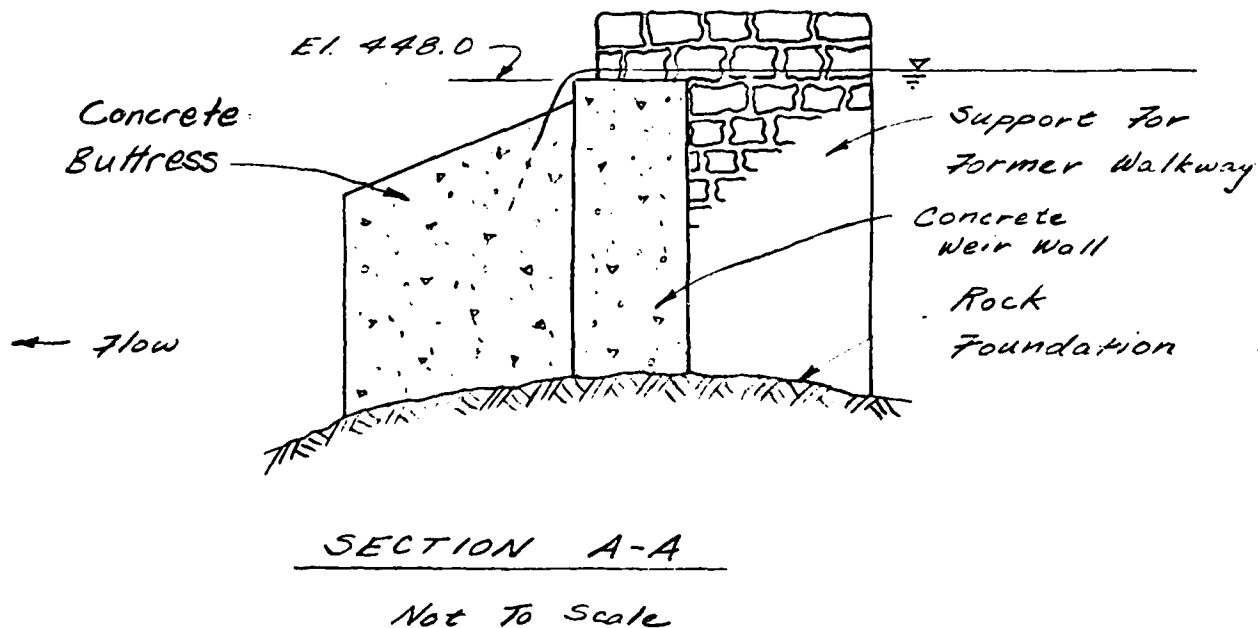 El. 448.0
Concrete
Buttress
Support For
Former Walkway
Concrete
Weir Wall
Rock
Foundation
Flow
SECTION A-A
Not To Scale